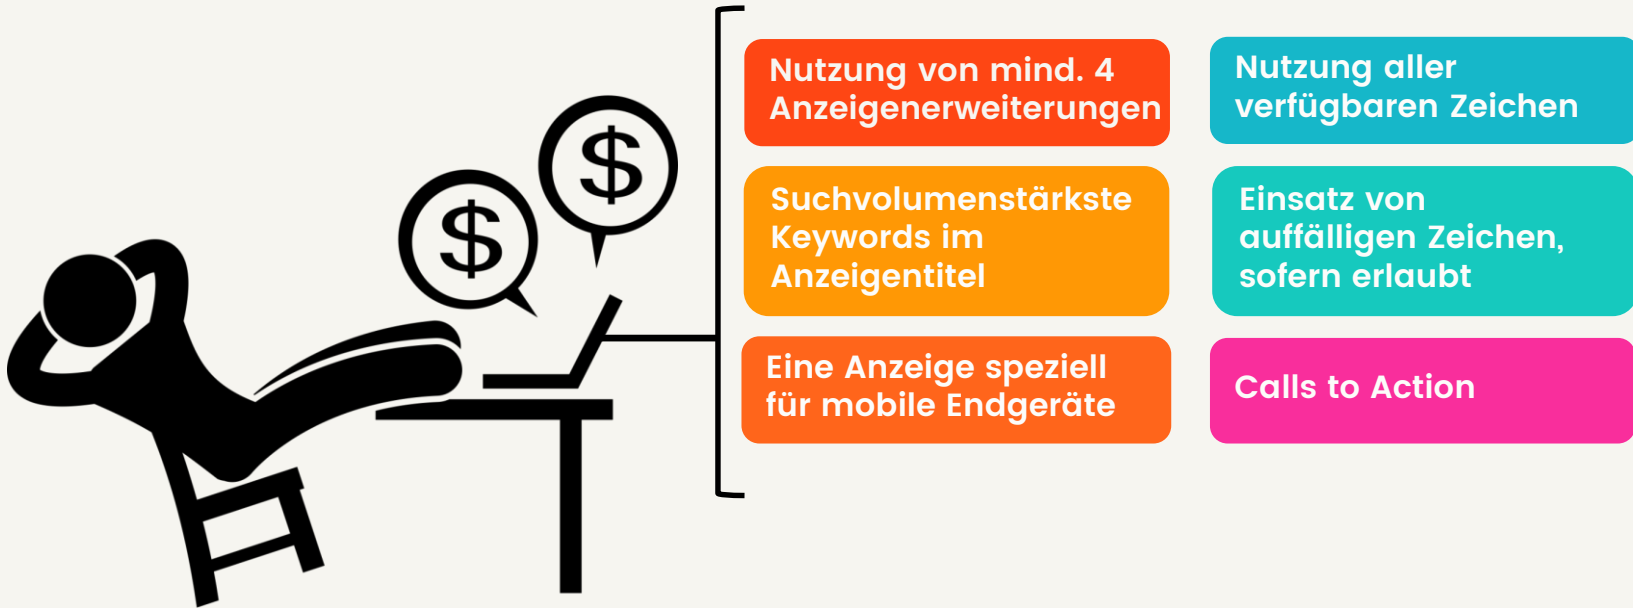 Nutzung von mind. 4
Anzeigenerweiterungen
Nutzung aller
verfügbaren Zeichen
Suchvolumenstärkste
Keywords im
Anzeigentitel
Einsatz von
auffälligen Zeichen,
sofern erlaubt
Eine Anzeige speziell
für mobile Endgeräte
Calls to Action
$
$